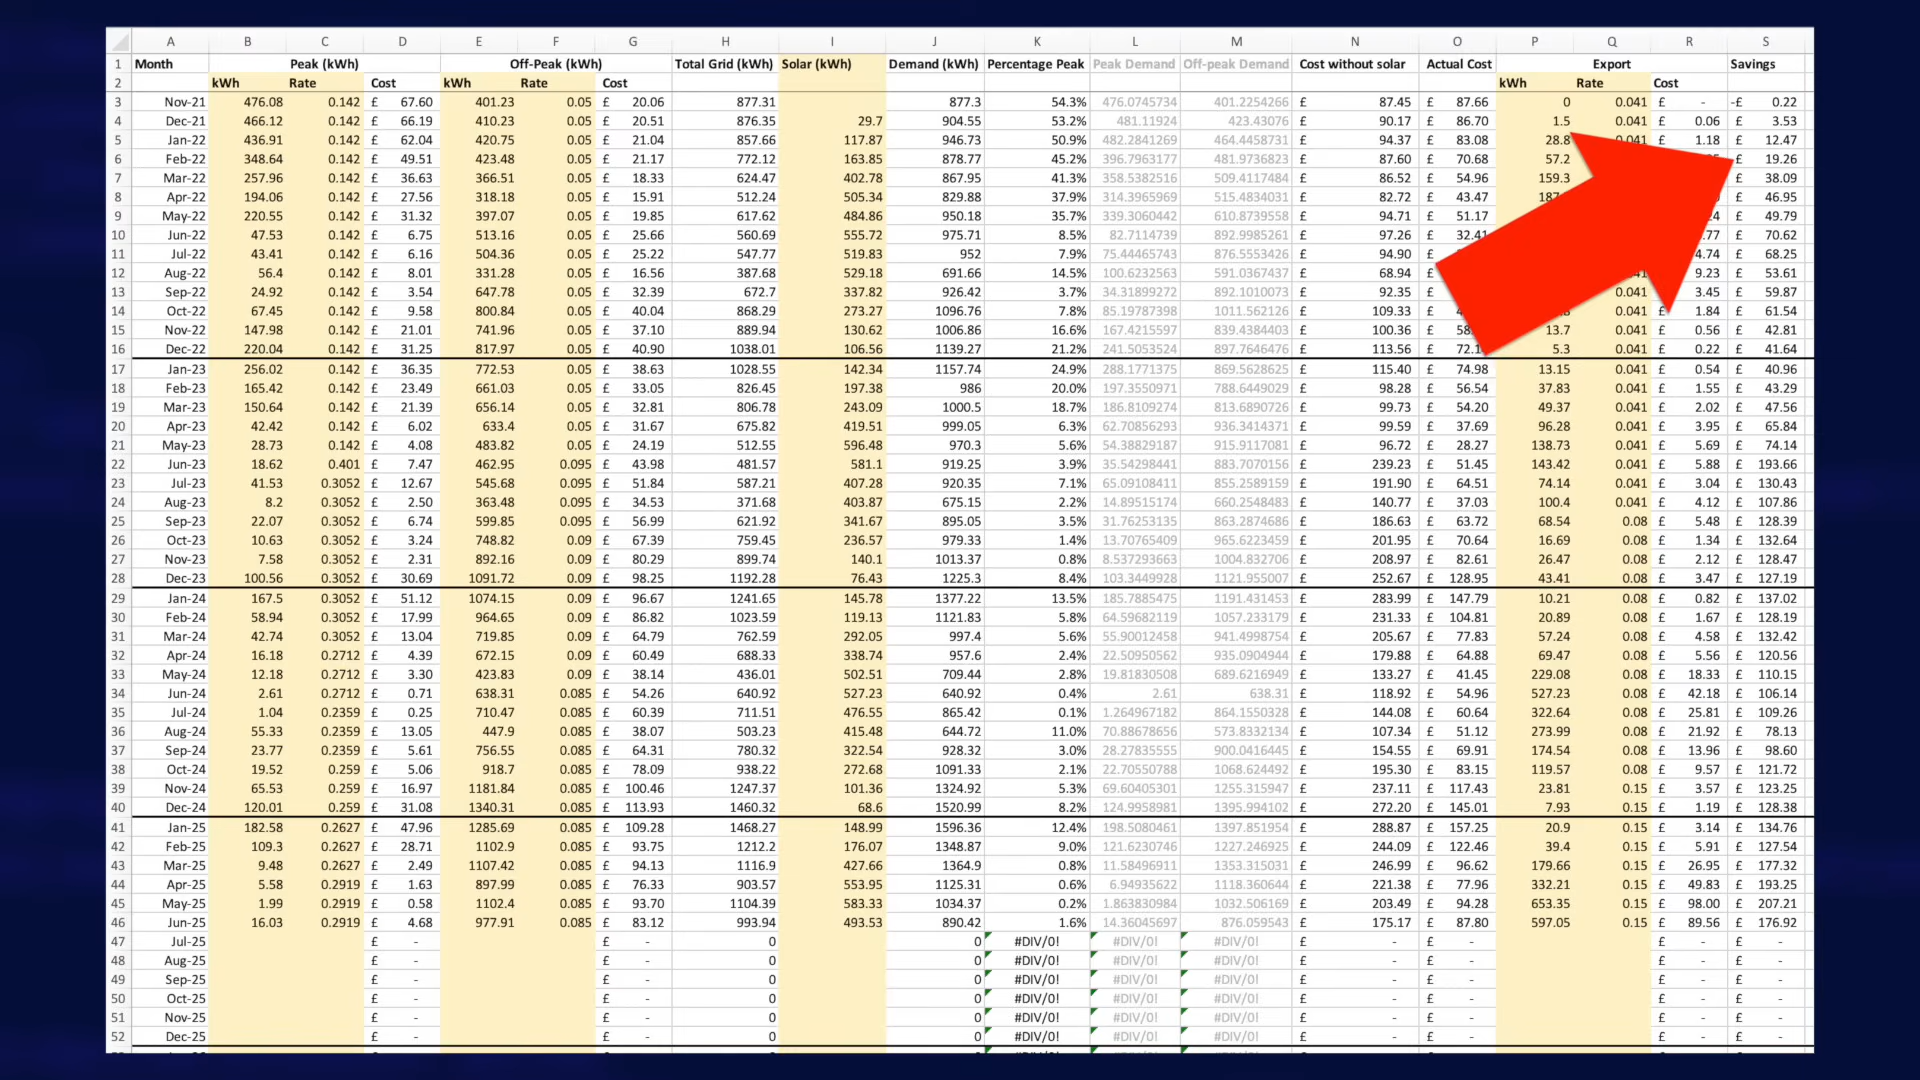 A B C D E F G H I J K L M N O P Q R S
1 Month Peak (kWh) Off-Peak (kWh) Total Grid (kWh) Solar (kWh) Demand (kWh) Percentage Peak Peak Demand Off-peak Demand Cost without solar Actual Cost Export Savings
2 kWh Rate Cost kWh Rate Cost kWh Rate Cost
3 Nov-21 476.08 0.142 £ 67.60 401.23 0.05 £ 20.06 877.31 877.3 54.3% 476.0745734 401.2254266 £ 87.45 £ 87.66 0 0.041 £ - -£ 0.22
4 Dec-21 466.12 0.142 £ 66.19 410.23 0.05 £ 20.51 876.35 29.7 904.55 53.2% 481.11924 423.43076 £ 90.17 £ 86.70 1.5 0.041 £ 0.06 £ 3.53
5 Jan-22 436.91 0.142 £ 62.04 420.75 0.05 £ 21.04 857.66 117.87 946.73 50.9% 482.2841269 464.4458731 £ 94.37 £ 83.08 28.8 £ 1.18 £ 12.47
6 Feb-22 348.64 0.142 £ 49.51 423.48 0.05 £ 21.17 772.12 163.85 878.77 45.2% 396.7963177 481.9736823 £ 87.60 £ 70.68 57.2 £ 19.26
7 Mar-22 257.96 0.142 £ 36.63 366.51 0.05 £ 18.33 624.47 402.78 867.95 41.3% 358.5382516 509.4117484 £ 86.52 £ 54.96 159.3 £ 38.09
8 Apr-22 194.06 0.142 £ 27.56 318.18 0.05 £ 15.91 512.24 505.34 829.88 37.9% 314.3965969 515.4834031 £ 82.72 £ 43.47 £ 46.95
9 May-22 220.55 0.142 £ 31.32 397.07 0.05 £ 19.85 617.62 484.86 950.18 35.7% 339.3060442 610.8739558 £ 94.71 £ 51.17 £ 49.79
10 Jun-22 47.53 0.142 £ 6.75 513.16 0.05 £ 25.66 560.69 555.72 975.71 8.5% 82.7114739 892.9985261 £ 97.26 £ 32.41 £ 70.62
11 Jul-22 43.41 0.142 £ 6.16 504.36 0.05 £ 25.22 547.77 519.83 952 7.9% 75.44465743 876.5553426 £ 94.90 £ 4.74 £ 68.25
12 Aug-22 56.4 0.142 £ 8.01 331.28 0.05 £ 16.56 387.68 529.18 691.66 14.5% 100.6232563 591.0367437 £ 68.94 £ £ 9.23 £ 53.61
13 Sep-22 24.92 0.142 £ 3.54 647.78 0.05 £ 32.39 672.7 337.82 926.42 3.7% 34.31899272 892.1010073 £ 92.35 £ 0.041 £ 3.45 £ 59.87
14 Oct-22 67.45 0.142 £ 9.58 800.84 0.05 £ 40.04 868.29 273.27 1096.76 7.8% 85.19787398 1011.562126 £ 109.33 £ 0.041 £ 1.84 £ 61.54
15 Nov-22 147.98 0.142 £ 21.01 741.96 0.05 £ 37.10 889.94 130.62 1006.86 16.6% 167.4215597 839.4384403 £ 100.36 £ 13.7 0.041 £ 0.56 £ 42.81
16 Dec-22 220.04 0.142 £ 31.25 817.97 0.05 £ 40.90 1038.01 106.56 1139.27 21.2% 241.5053524 897.7646476 £ 113.56 £ 5.3 0.041 £ 0.22 £ 41.64
17 Jan-23 256.02 0.142 £ 36.35 772.53 0.05 £ 38.63 1028.55 142.34 1157.74 24.9% 288.1771375 869.5628625 £ 115.40 £ 74.98 13.15 0.041 £ 0.54 £ 40.96
18 Feb-23 165.42 0.142 £ 23.49 661.03 0.05 £ 33.05 826.45 197.38 986 20.0% 197.3550971 788.6449029 £ 98.28 £ 56.54 37.83 0.041 £ 1.55 £ 43.29
19 Mar-23 150.64 0.142 £ 21.39 656.14 0.05 £ 32.81 806.78 243.09 1000.5 18.7% 186.8109274 813.6890726 £ 99.73 £ 54.20 49.37 0.041 £ 2.02 £ 47.56
20 Apr-23 42.42 0.142 £ 6.02 633.4 0.05 £ 31.67 675.82 419.51 999.05 6.3% 62.70856293 936.3414371 £ 99.59 £ 37.69 96.28 0.041 £ 3.95 £ 65.84
21 May-23 28.73 0.142 £ 4.08 483.82 0.05 £ 24.19 512.55 596.48 970.3 5.6% 54.38829187 915.9117081 £ 96.72 £ 28.27 138.73 0.041 £ 5.69 £ 74.14
22 Jun-23 18.62 0.401 £ 7.47 462.95 0.095 £ 43.98 481.57 581.1 919.25 3.9% 35.54298441 883.7070156 £ 239.23 £ 51.45 143.42 0.041 £ 5.88 £ 193.66
23 Jul-23 41.53 0.3052 £ 12.67 545.68 0.095 £ 51.84 587.21 407.28 920.35 7.1% 65.09108411 855.2589159 £ 191.90 £ 64.51 74.14 0.041 £ 3.04 £ 130.43
24 Aug-23 8.2 0.3052 £ 2.50 363.48 0.095 £ 34.53 371.68 403.87 675.15 2.2% 14.89515174 660.2548483 £ 140.77 £ 37.03 100.4 0.041 £ 4.12 £ 107.86
25 Sep-23 22.07 0.3052 £ 6.74 599.85 0.095 £ 56.99 621.92 341.67 895.05 3.5% 31.76253135 863.2874686 £ 186.63 £ 63.72 68.54 0.08 £ 5.48 £ 128.39
26 Oct-23 10.63 0.3052 £ 3.24 748.82 0.09 £ 67.39 759.45 236.57 979.33 1.4% 13.70765409 965.6223459 £ 201.95 £ 70.64 16.69 0.08 £ 1.34 £ 132.64
27 Nov-23 7.58 0.3052 £ 2.31 892.16 0.09 £ 80.29 899.74 140.1 1013.37 0.8% 8.537293663 1004.832706 £ 208.97 £ 82.61 26.47 0.08 £ 2.12 £ 128.47
28 Dec-23 100.56 0.3052 £ 30.69 1091.72 0.09 £ 98.25 1192.28 76.43 1225.3 8.4% 103.3449928 1121.955007 £ 252.67 £ 128.95 43.41 0.08 £ 3.47 £ 127.19
29 Jan-24 167.5 0.3052 £ 51.12 1074.15 0.09 £ 96.67 1241.65 145.78 1377.22 13.5% 185.7885475 1191.431453 £ 283.99 £ 147.79 10.21 0.08 £ 0.82 £ 137.02
30 Feb-24 58.94 0.3052 £ 17.99 964.65 0.09 £ 86.82 1023.59 119.13 1121.83 5.8% 64.59682119 1057.233179 £ 231.33 £ 104.81 20.89 0.08 £ 1.67 £ 128.19
31 Mar-24 42.74 0.3052 £ 13.04 719.85 0.09 £ 64.79 762.59 292.05 997.4 5.6% 55.90012458 941.4998754 £ 205.67 £ 77.83 57.24 0.08 £ 4.58 £ 132.42
32 Apr-24 16.18 0.2712 £ 4.39 672.15 0.09 £ 60.49 688.33 338.74 957.6 2.4% 22.50950562 935.0904944 £ 179.88 £ 64.88 69.47 0.08 £ 5.56 £ 120.56
33 May-24 12.18 0.2712 £ 3.30 423.83 0.09 £ 38.14 436.01 502.51 709.44 2.8% 19.81830508 689.6216949 £ 133.27 £ 41.45 229.08 0.08 £ 18.33 £ 110.15
34 Jun-24 2.61 0.2712 £ 0.71 638.31 0.085 £ 54.26 640.92 527.23 640.92 0.4% 2.61 638.31 £ 118.92 £ 54.96 527.23 0.08 £ 42.18 £ 106.14
35 Jul-24 1.04 0.2359 £ 0.25 710.47 0.085 £ 60.39 711.51 476.55 865.42 0.1% 1.264967182 864.1550328 £ 144.08 £ 60.64 322.64 0.08 £ 25.81 £ 109.26
36 Aug-24 55.33 0.2359 £ 13.05 447.9 0.085 £ 38.07 503.23 415.48 644.72 11.0% 70.88678656 573.8332134 £ 107.34 £ 51.12 273.99 0.08 £ 21.92 £ 78.13
37 Sep-24 23.77 0.2359 £ 5.61 756.55 0.085 £ 64.31 780.32 322.54 928.32 3.0% 28.27835555 900.0416445 £ 154.55 £ 69.91 174.54 0.08 £ 13.96 £ 98.60
38 Oct-24 19.52 0.259 £ 5.06 918.7 0.085 £ 78.09 938.22 272.68 1091.33 2.1% 22.70550788 1068.624492 £ 195.30 £ 83.15 119.57 0.08 £ 9.57 £ 121.72
39 Nov-24 65.53 0.259 £ 16.97 1181.84 0.085 £ 100.46 1247.37 101.36 1324.92 5.3% 69.60405301 1255.315947 £ 237.11 £ 117.43 23.81 0.15 £ 3.57 £ 123.25
40 Dec-24 120.01 0.259 £ 31.08 1340.31 0.085 £ 113.93 1460.32 68.6 1520.99 8.2% 124.9958981 1395.994102 £ 272.20 £ 145.01 7.93 0.15 £ 1.19 £ 128.38
41 Jan-25 182.58 0.2627 £ 47.96 1285.69 0.085 £ 109.28 1468.27 148.99 1596.36 12.4% 198.5080461 1397.851954 £ 288.87 £ 157.25 20.9 0.15 £ 3.14 £ 134.76
42 Feb-25 109.3 0.2627 £ 28.71 1102.9 0.085 £ 93.75 1212.2 176.07 1348.87 9.0% 121.6230746 1227.246925 £ 244.09 £ 122.46 39.4 0.15 £ 5.91 £ 127.54
43 Mar-25 9.48 0.2627 £ 2.49 1107.42 0.085 £ 94.13 1116.9 427.66 1364.9 0.8% 11.58496911 1353.315031 £ 246.99 £ 96.62 179.66 0.15 £ 26.95 £ 177.32
44 Apr-25 5.58 0.2919 £ 1.63 897.99 0.085 £ 76.33 903.57 553.95 1125.31 0.6% 6.94935622 1118.360644 £ 221.38 £ 77.96 332.21 0.15 £ 49.83 £ 193.25
45 May-25 1.99 0.2919 £ 0.58 1102.4 0.085 £ 93.70 1104.39 583.33 1034.37 0.2% 1.863830984 1032.506169 £ 203.49 £ 94.28 653.35 0.15 £ 98.00 £ 207.21
46 Jun-25 16.03 0.2919 £ 4.68 977.91 0.085 £ 83.12 993.94 493.53 890.42 1.6% 14.36045697 876.059543 £ 175.17 £ 87.80 597.05 0.15 £ 89.56 £ 176.92
47 Jul-25 £ - £ - 0 0 #DIV/0! #DIV/0! #DIV/0! £ - £ - £ - £ -
48 Aug-25 £ - £ - 0 0 #DIV/0! #DIV/0! #DIV/0! £ - £ - £ - £ -
49 Sep-25 £ - £ - 0 0 #DIV/0! #DIV/0! #DIV/0! £ - £ - £ - £ -
50 Oct-25 £ - £ - 0 0 #DIV/0! #DIV/0! #DIV/0! £ - £ - £ - £ -
51 Nov-25 £ - £ - 0 0 #DIV/0! #DIV/0! #DIV/0! £ - £ - £ - £ -
52 Dec-25 £ - £ - 0 0 #DIV/0! #DIV/0! #DIV/0! £ - £ - £ - £ -